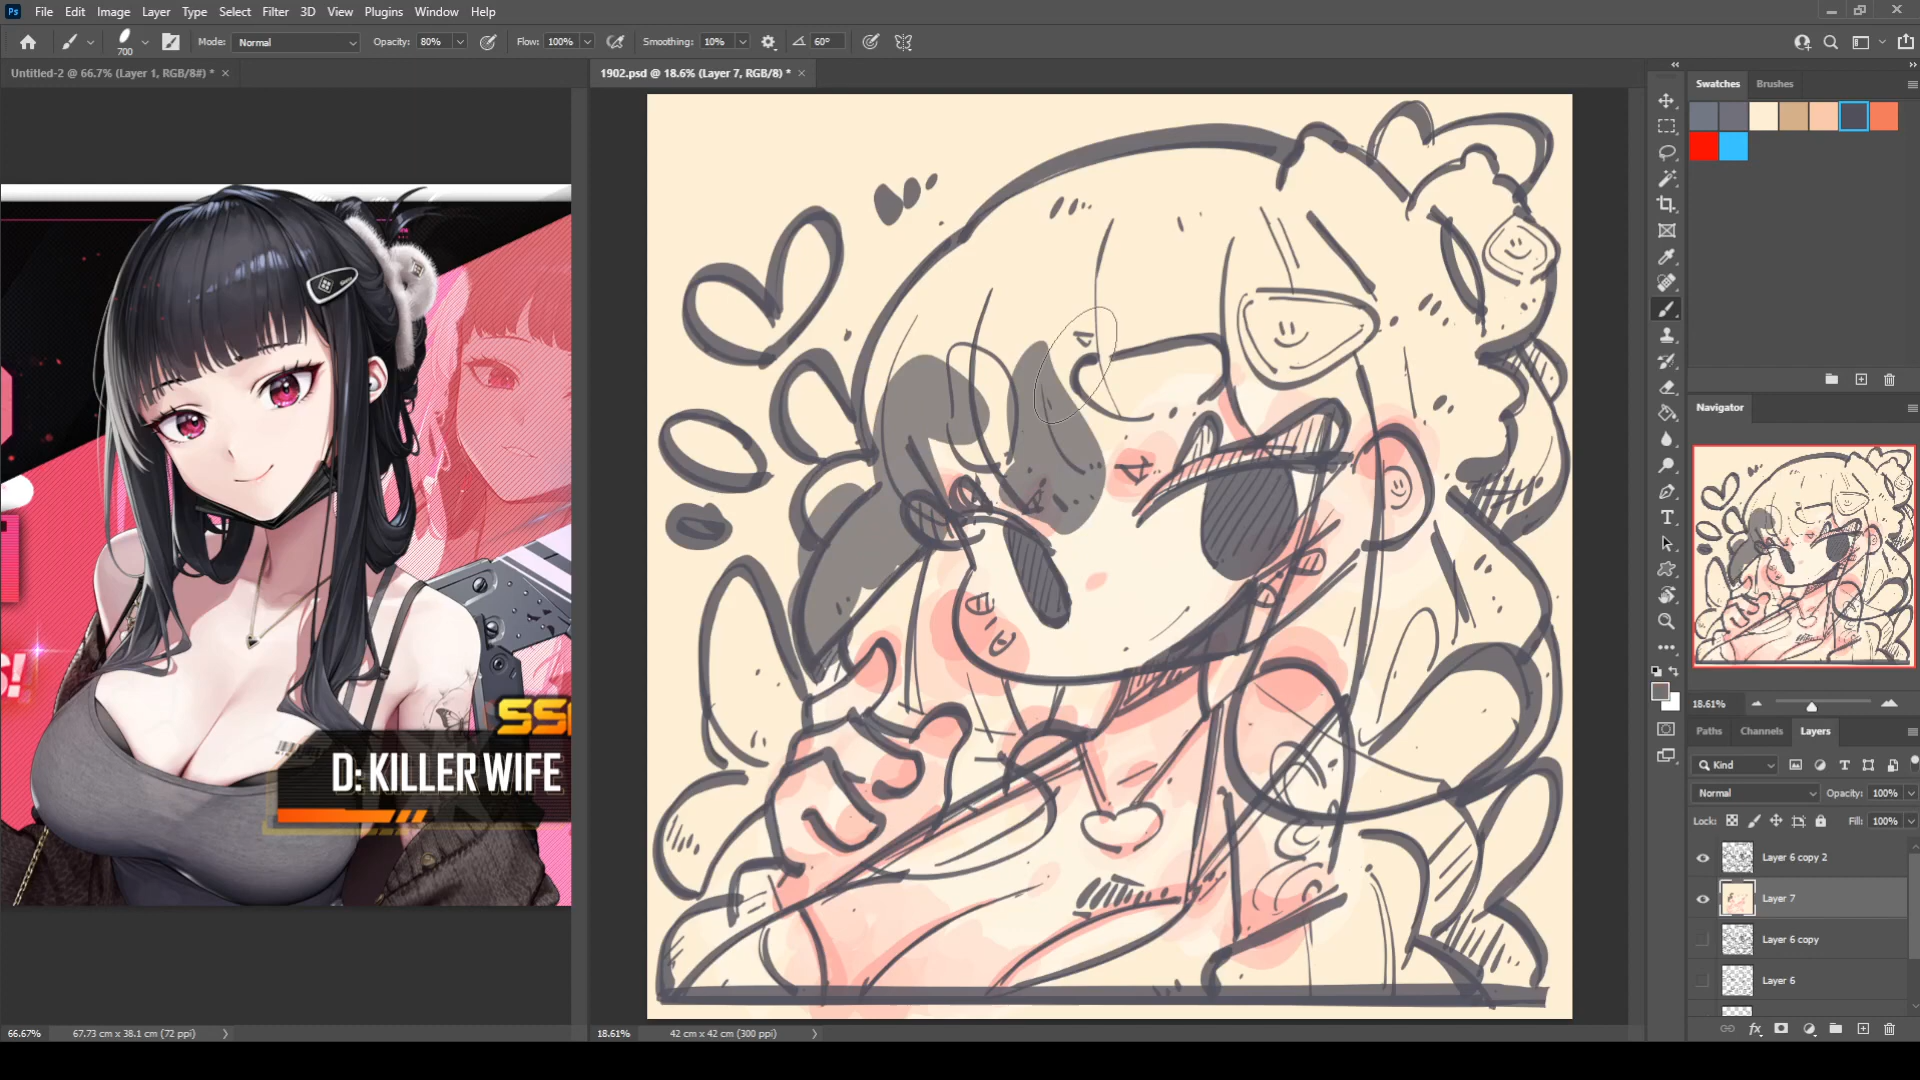 Ps File Edit Image Layer Type Select Filter 3D View Plugins Window Help
700 Mode: Normal Opacity: 80% Flow: 100% Smoothing: 10% 60°
Untitled-2 @ 66.7% (Layer 1, RGB/8#) * ×
1902.psd @ 18.6% (Layer 7, RGB/8) * ×
Swatches Brushes
Navigator
S!
SS
D: KILLER WIFE
18.61%
Paths Channels Layers
Kind
Normal Opacity: 100%
Lock: Fill: 100%
Layer 6 copy 2
Layer 7
Layer 6 copy
Layer 6
66.67% 67.73 cm x 38.1 cm (72 ppi)
18.61% 42 cm x 42 cm (300 ppi)
fx